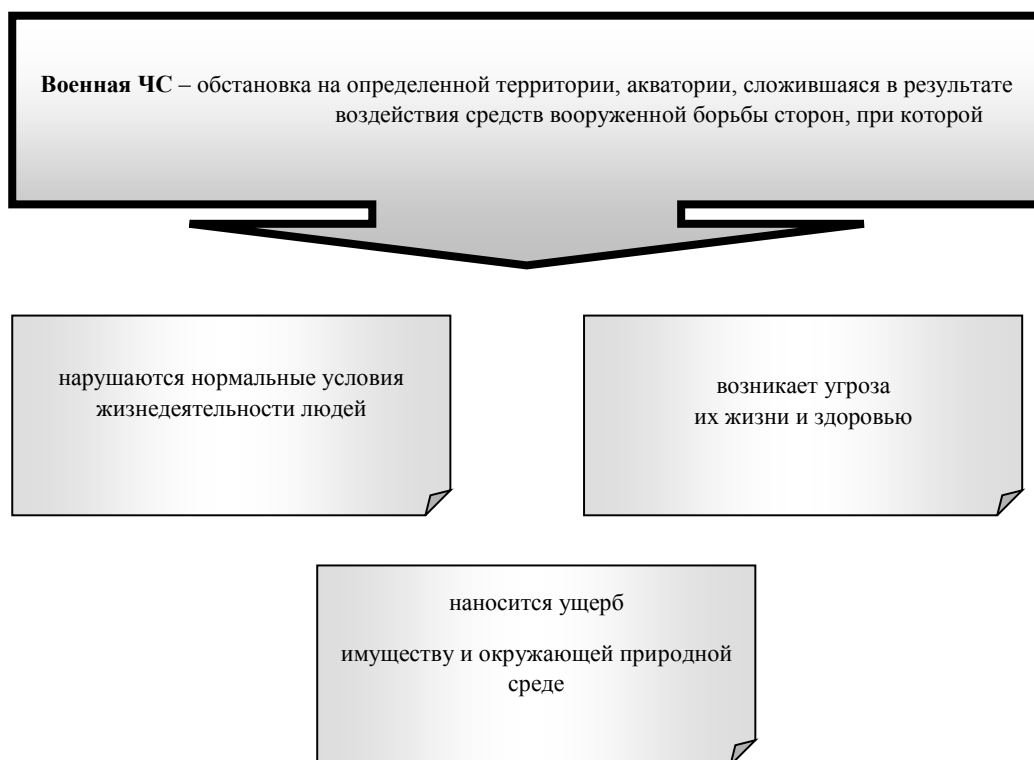 Военная ЧС – обстановка на определенной территории, акватории, сложившаяся в результате
воздействия средств вооруженной борьбы сторон, при которой
нарушаются нормальные условия
жизнедеятельности людей
возникает угроза
их жизни и здоровью
наносится ущерб
имуществу и окружающей природной
среде